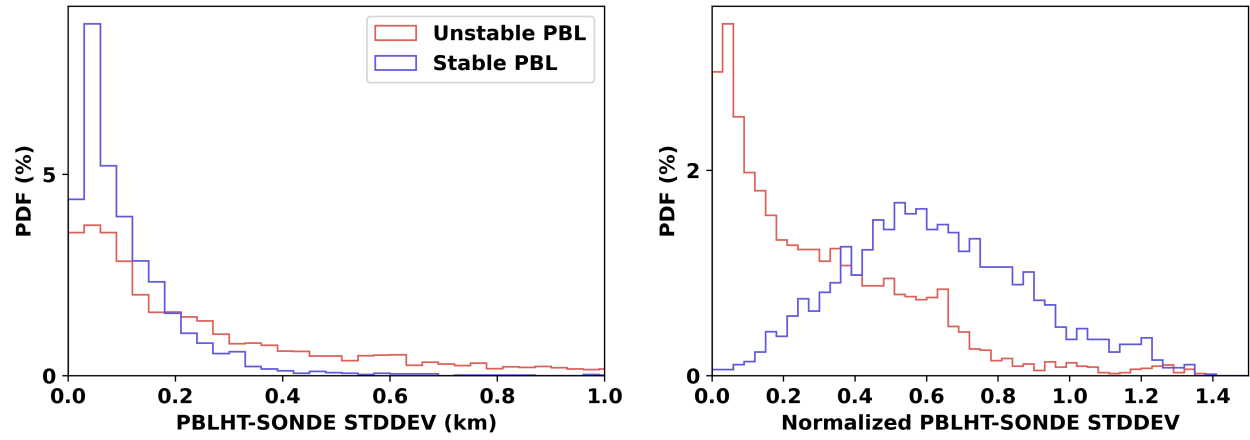 PDF (%)
5
0
Unstable PBL
Stable PBL
0.0 0.2 0.4 0.6 0.8 1.0
PBLHT-SONDE STDDEV (km)
PDF (%)
2
0
0.0 0.2 0.4 0.6 0.8 1.0 1.2 1.4
Normalized PBLHT-SONDE STDDEV